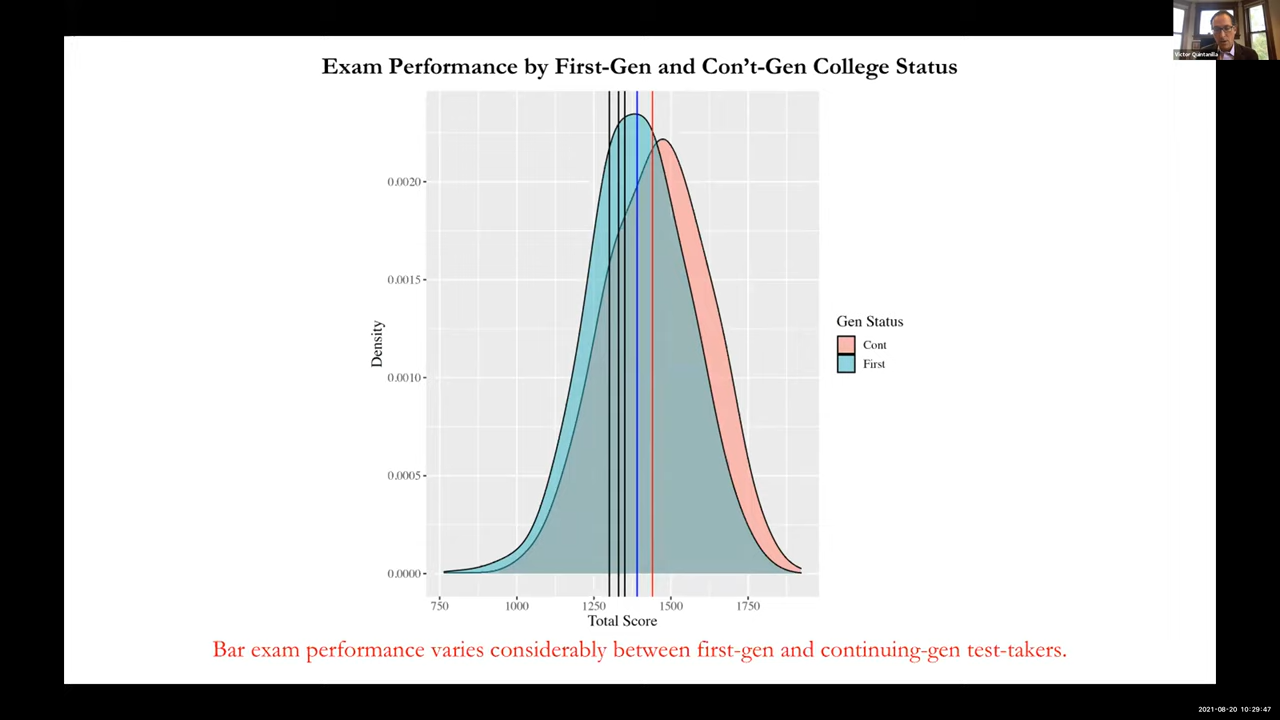 Victor Quintanilla
Exam Performance by First-Gen and Con't-Gen College Status
0.0020
0.0015
0.0010
0.0005
0.0000
Density
750 1000 1250 1500 1750
Total Score
Gen Status
Cont
First
Bar exam performance varies considerably between first-gen and continuing-gen test-takers.
2021-08-20 10:29:47